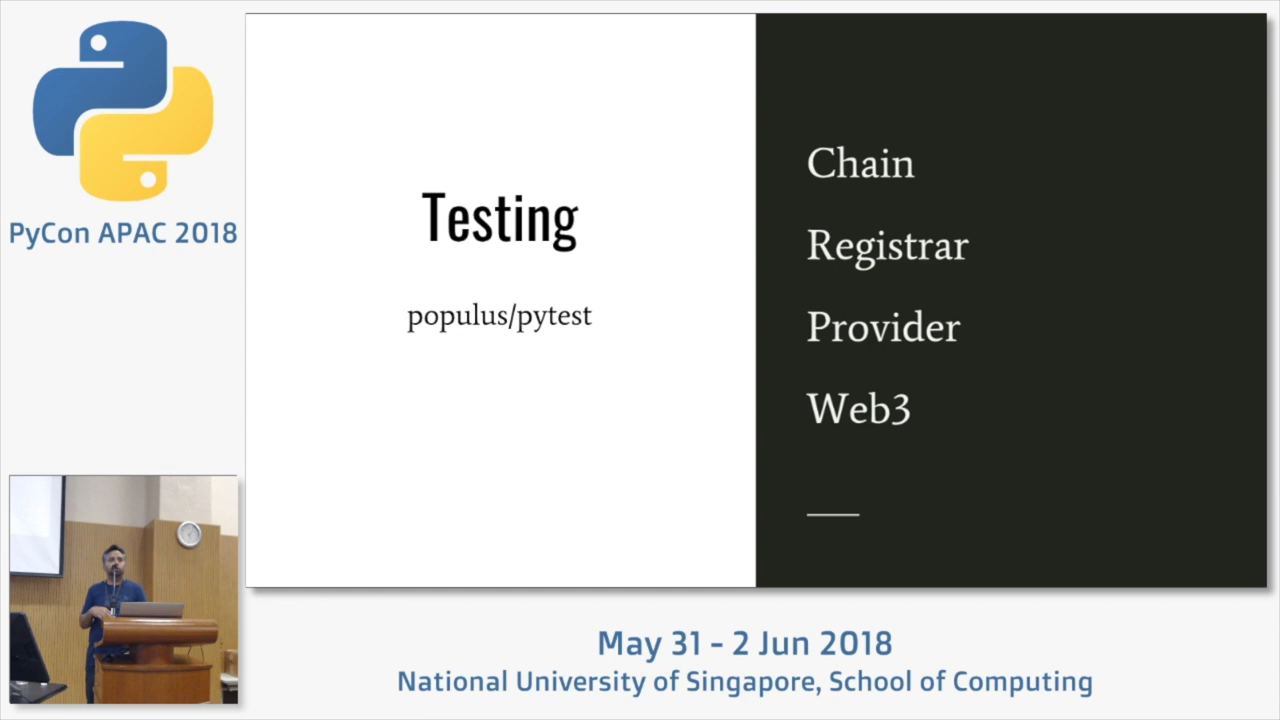 PyCon APAC 2018
Testing
populus/pytest
Chain
Registrar
Provider
Web3
May 31 - 2 Jun 2018
National University of Singapore, School of Computing